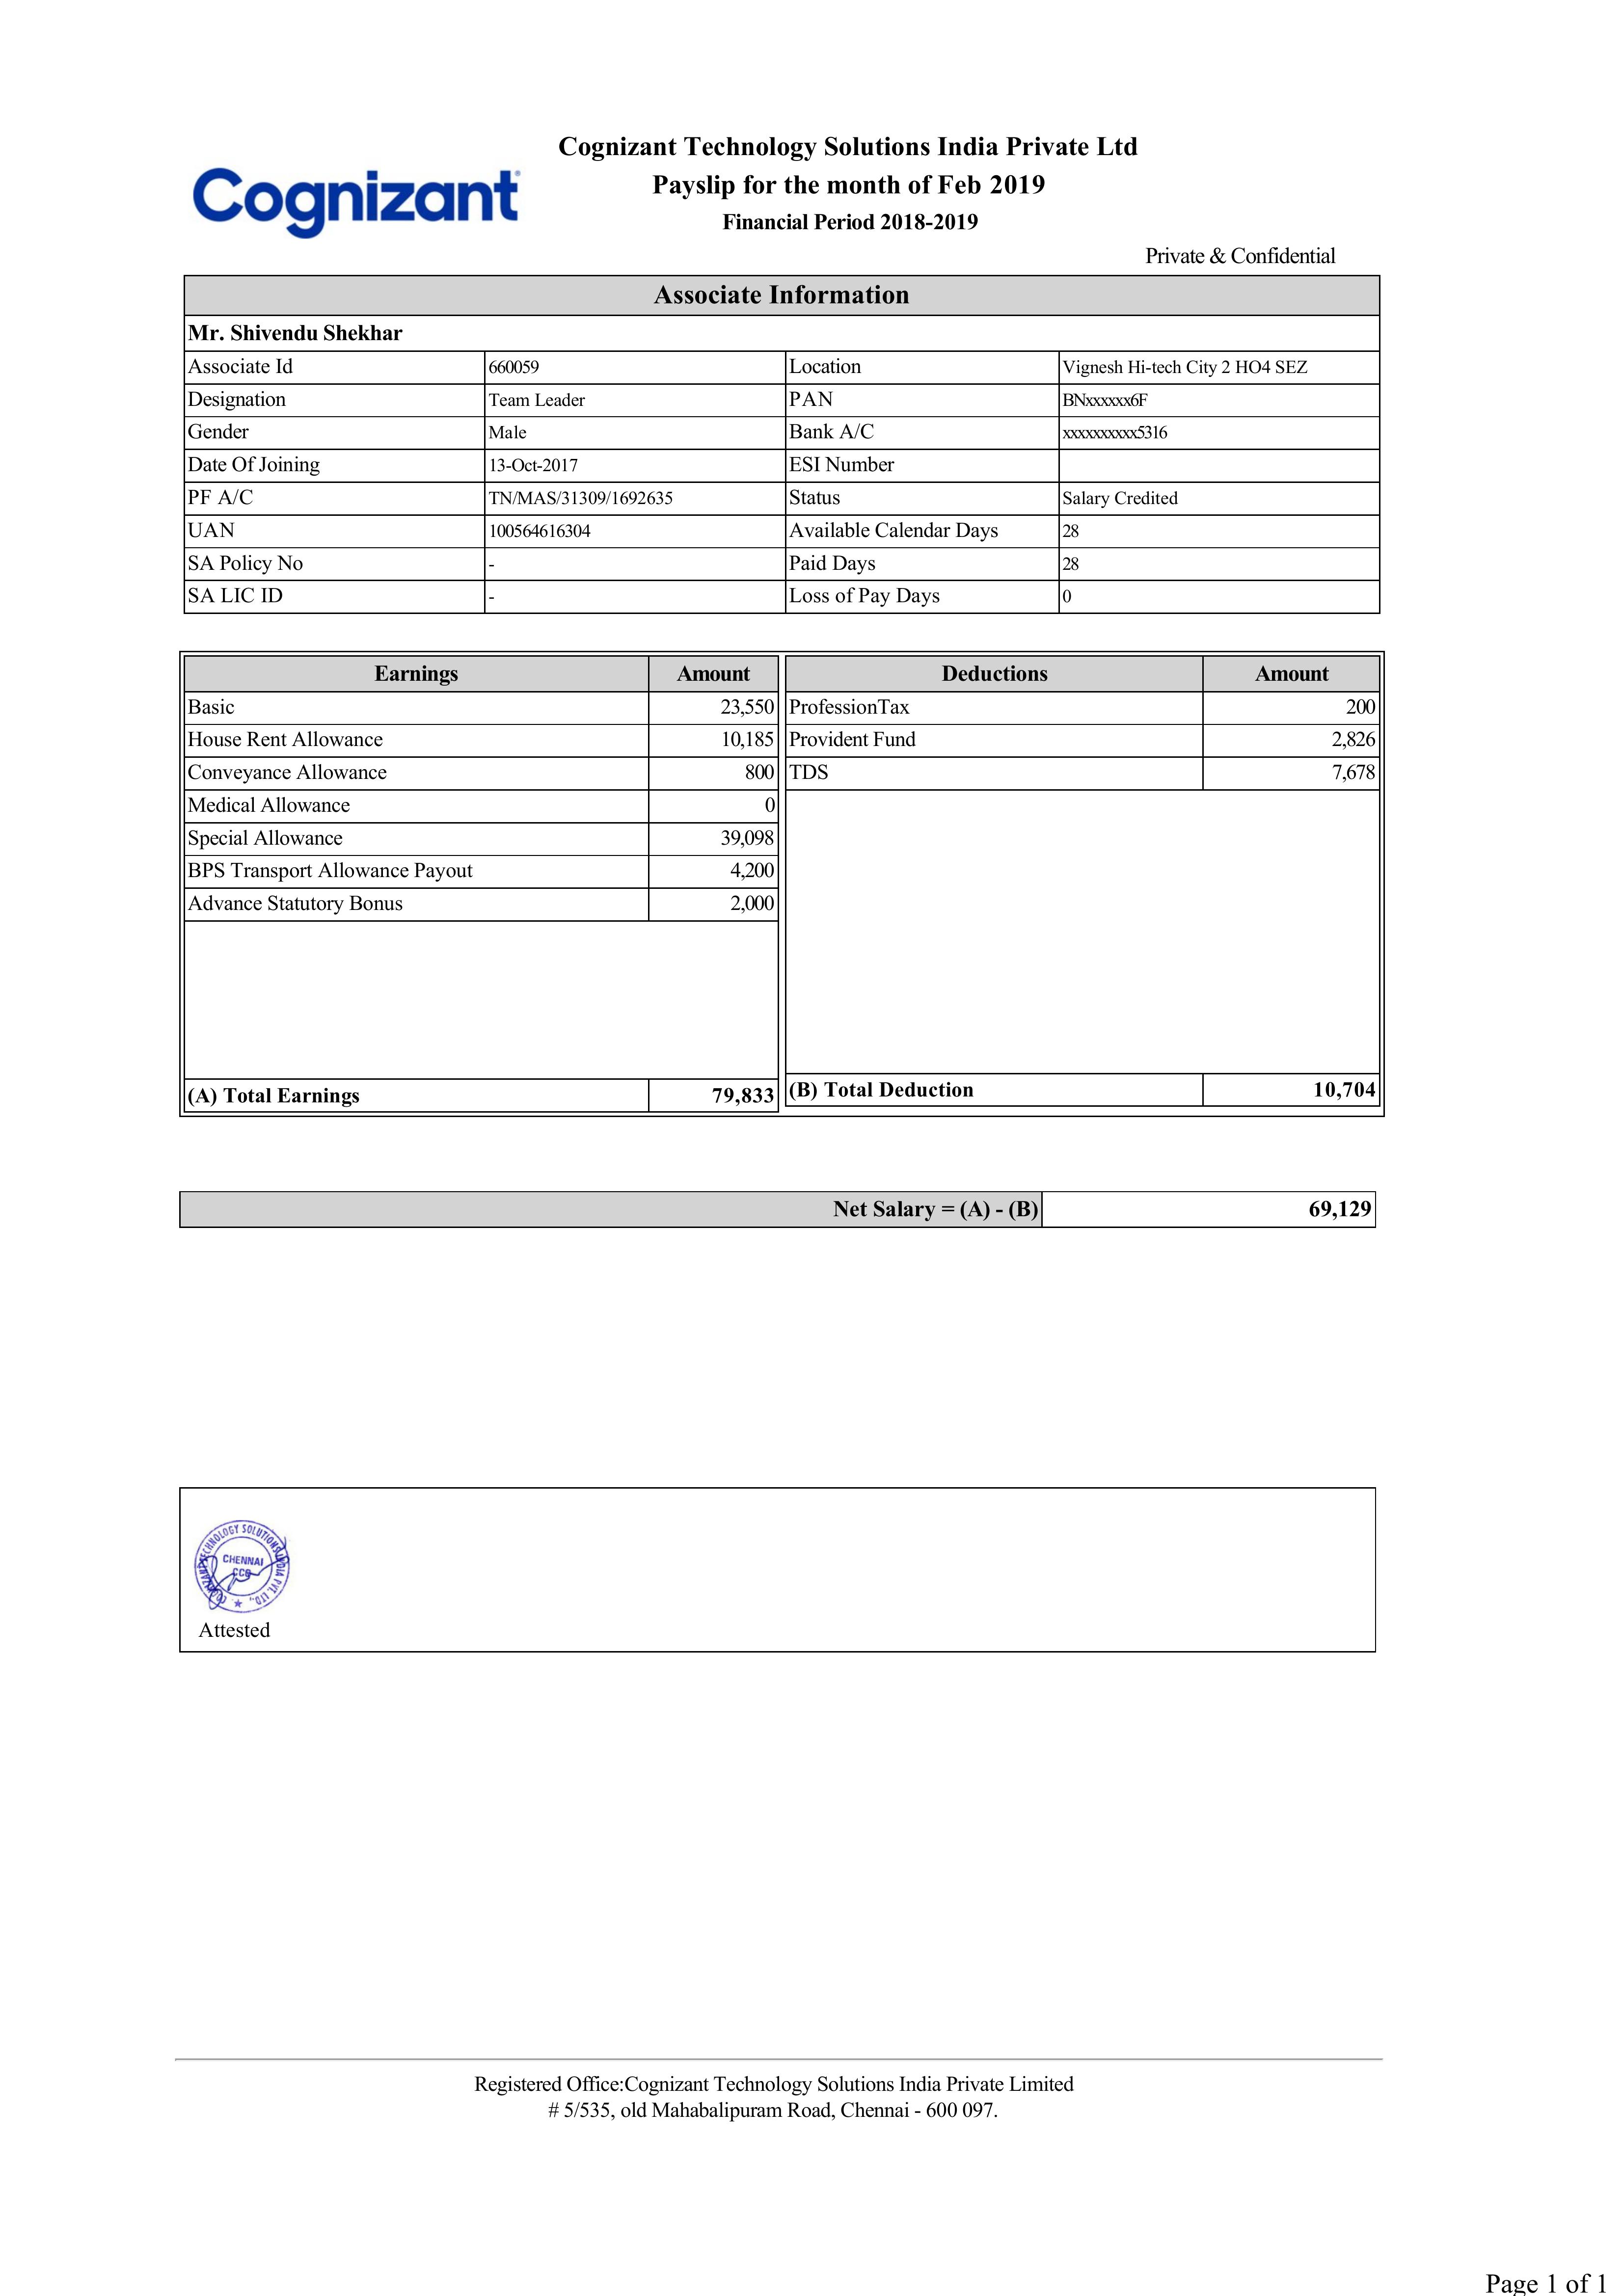 Cognizant
Cognizant Technology Solutions India Private Ltd
Payslip for the month of Feb 2019
Financial Period 2018-2019
Private & Confidential
Associate Information
Mr. Shivendu Shekhar
Associate Id 660059 Location Vignesh Hi-tech City 2 HO4 SEZ
Designation Team Leader PAN BNxxxxxx6F
Gender Male Bank A/C xxxxxxxxxx5316
Date Of Joining 13-Oct-2017 ESI Number
PF A/C TN/MAS/31309/1692635 Status Salary Credited
UAN 100564616304 Available Calendar Days 28
SA Policy No - Paid Days 28
SA LIC ID - Loss of Pay Days 0
Earnings Amount Deductions Amount
Basic 23,550 ProfessionTax 200
House Rent Allowance 10,185 Provident Fund 2,826
Conveyance Allowance 800 TDS 7,678
Medical Allowance 0
Special Allowance 39,098
BPS Transport Allowance Payout 4,200
Advance Statutory Bonus 2,000
(A) Total Earnings 79,833 (B) Total Deduction 10,704
Net Salary = (A) - (B) 69,129
TECHNOLOGY SOLUTIONS INDIA PVT. LTD.,
CHENNAI
Attested
Registered Office:Cognizant Technology Solutions India Private Limited
# 5/535, old Mahabalipuram Road, Chennai - 600 097.
Page 1 of 1